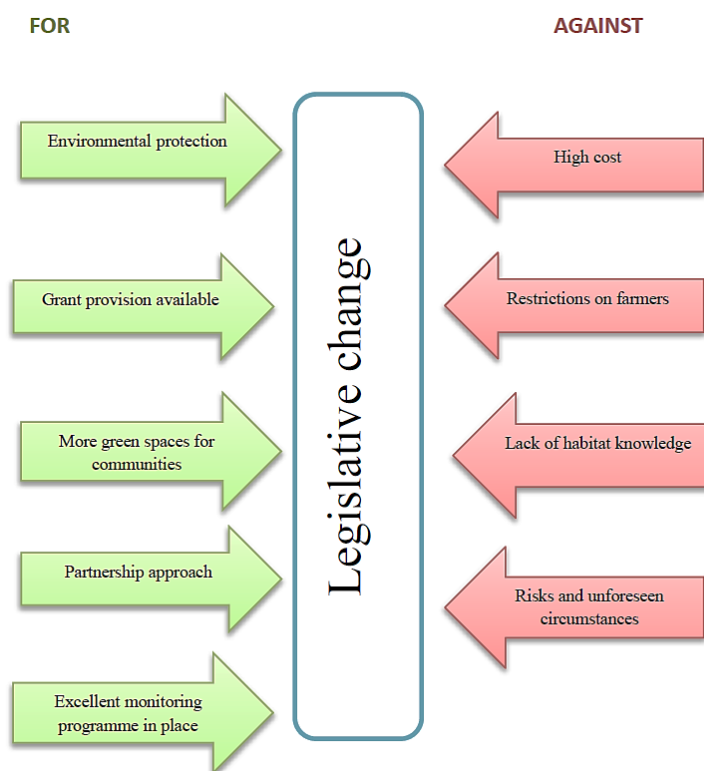 FOR
AGAINST
Environmental protection
High cost
Grant provision available
Restrictions on farmers
Legislative change
More green spaces for
communities
Lack of habitat knowledge
Partnership approach
Risks and unforeseen
circumstances
Excellent monitoring
programme in place